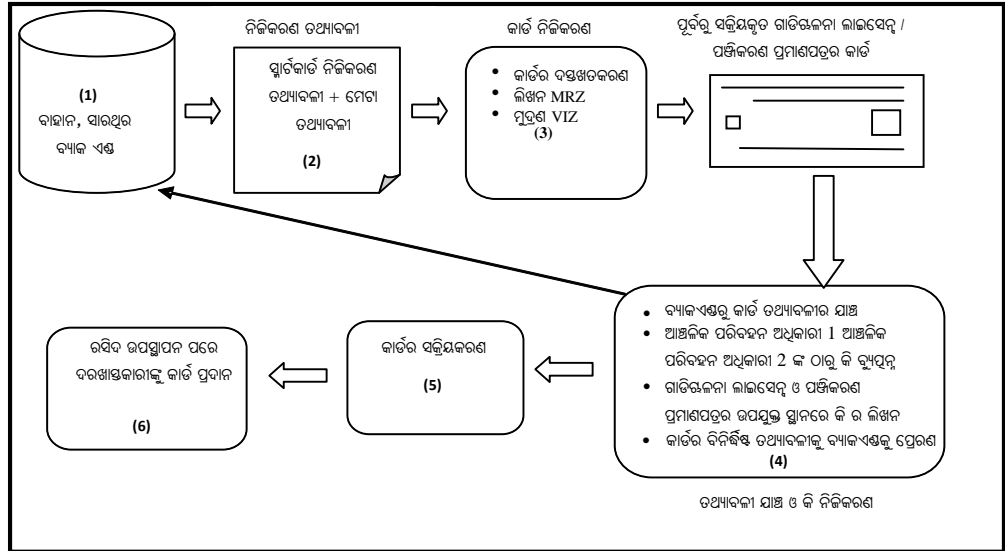 ନିଜିକରଣ ତଥ୍ୟାବଳୀ
କାର୍ଡ ନିଜିକରଣ
ପୂର୍ବରୁ ସକ୍ରିୟକୃତ ଗାଡିଚାଳନା ଲାଇସେନ୍ସ /
ପଞ୍ଜିକରଣ ପ୍ରମାଣପତ୍ରର କାର୍ଡ
(1)
ବାହାନ, ସାରଥିର
ବ୍ୟାକ ଏଣ୍ଡ
ସ୍ମାର୍ଟକାର୍ଡ ନିଜିକରଣ
ତଥ୍ୟାବଳୀ + ମେଟା
ତଥ୍ୟାବଳୀ
(2)
• କାର୍ଡର ଦସ୍ତଖତକରଣ
• ଲିଖନ MRZ
• ମୁଦ୍ରଣ VIZ
(3)
• ବ୍ୟାକଏଣ୍ଡରୁ କାର୍ଡ ତଥ୍ୟାବଳୀର ଯାଞ୍ଚ
• ଆଞ୍ଚଳିକ ପରିବହନ ଅଧିକାରୀ 1 ଆଞ୍ଚଳିକ
ପରିବହନ ଅଧିକାରୀ 2 ଙ୍କ ଠାରୁ କି ବ୍ୟୁତ୍ପନ୍ନ
• ଗାଡିଚାଳନା ଲାଇସେନ୍ସ ଓ ପଞ୍ଜିକରଣ
ପ୍ରମାଣପତ୍ରର ଉପଯୁକ୍ତ ସ୍ଥାନରେ କି ର ଲିଖନ
• କାର୍ଡର ବିନିର୍ଦ୍ଦିଷ୍ଟ ତଥ୍ୟାବଳୀକୁ ବ୍ୟାକଏଣ୍ଡକୁ ପ୍ରେରଣ
(4)
ତଥ୍ୟାବଳୀ ଯାଞ୍ଚ ଓ କି ନିଜିକରଣ
କାର୍ଡର ସକ୍ରିୟକରଣ
(5)
ରସିଦ ଉପସ୍ଥାପନ ପରେ
ଦରଖାସ୍ତକାରୀଙ୍କୁ କାର୍ଡ ପ୍ରଦାନ
(6)